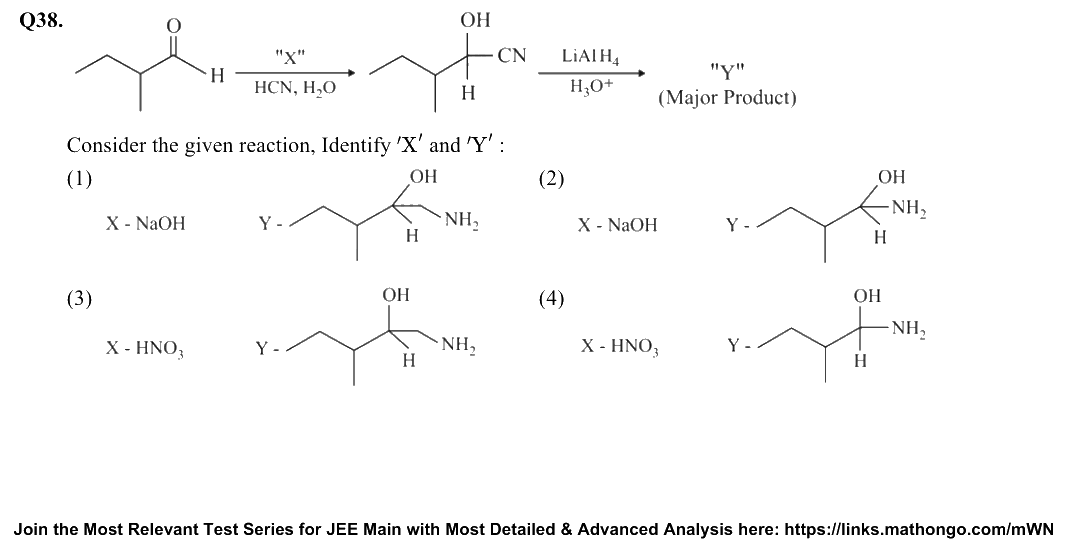 Q38.
O
H
"X"
HCN, H₂O
OH
CN
H
LiAlH₄
H₃O+
"Y"
(Major Product)
Consider the given reaction, Identify ′X′ and ′Y′ :
(1)
X - NaOH
Y -
OH
NH₂
H
(2)
X - NaOH
Y -
OH
NH₂
H
(3)
X - HNO₃
Y -
OH
NH₂
H
(4)
X - HNO₃
Y -
OH
NH₂
H
Join the Most Relevant Test Series for JEE Main with Most Detailed & Advanced Analysis here: https://links.mathongo.com/mWN